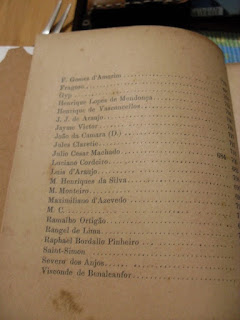 F. Gomes d'Amorim
Fragoso
Gyp
Henrique Lopes de Mendonça
Henrique de Vasconcellos
J. J. de Araujo
Jayme Victor
João da Camara (D.)
Jules Claretie
Julio Cesar Machado
Luciano Cordeiro
Luiz d'Araujo
M. Henriques da Silva
M. Monteiro
Maximiliano d'Azevedo
M. C.
Ramalho Ortigão
Rangel de Lima
Raphael Bordallo Pinheiro
Saint-Simon
Severo dos Anjos
Visconde de Benalcanfor